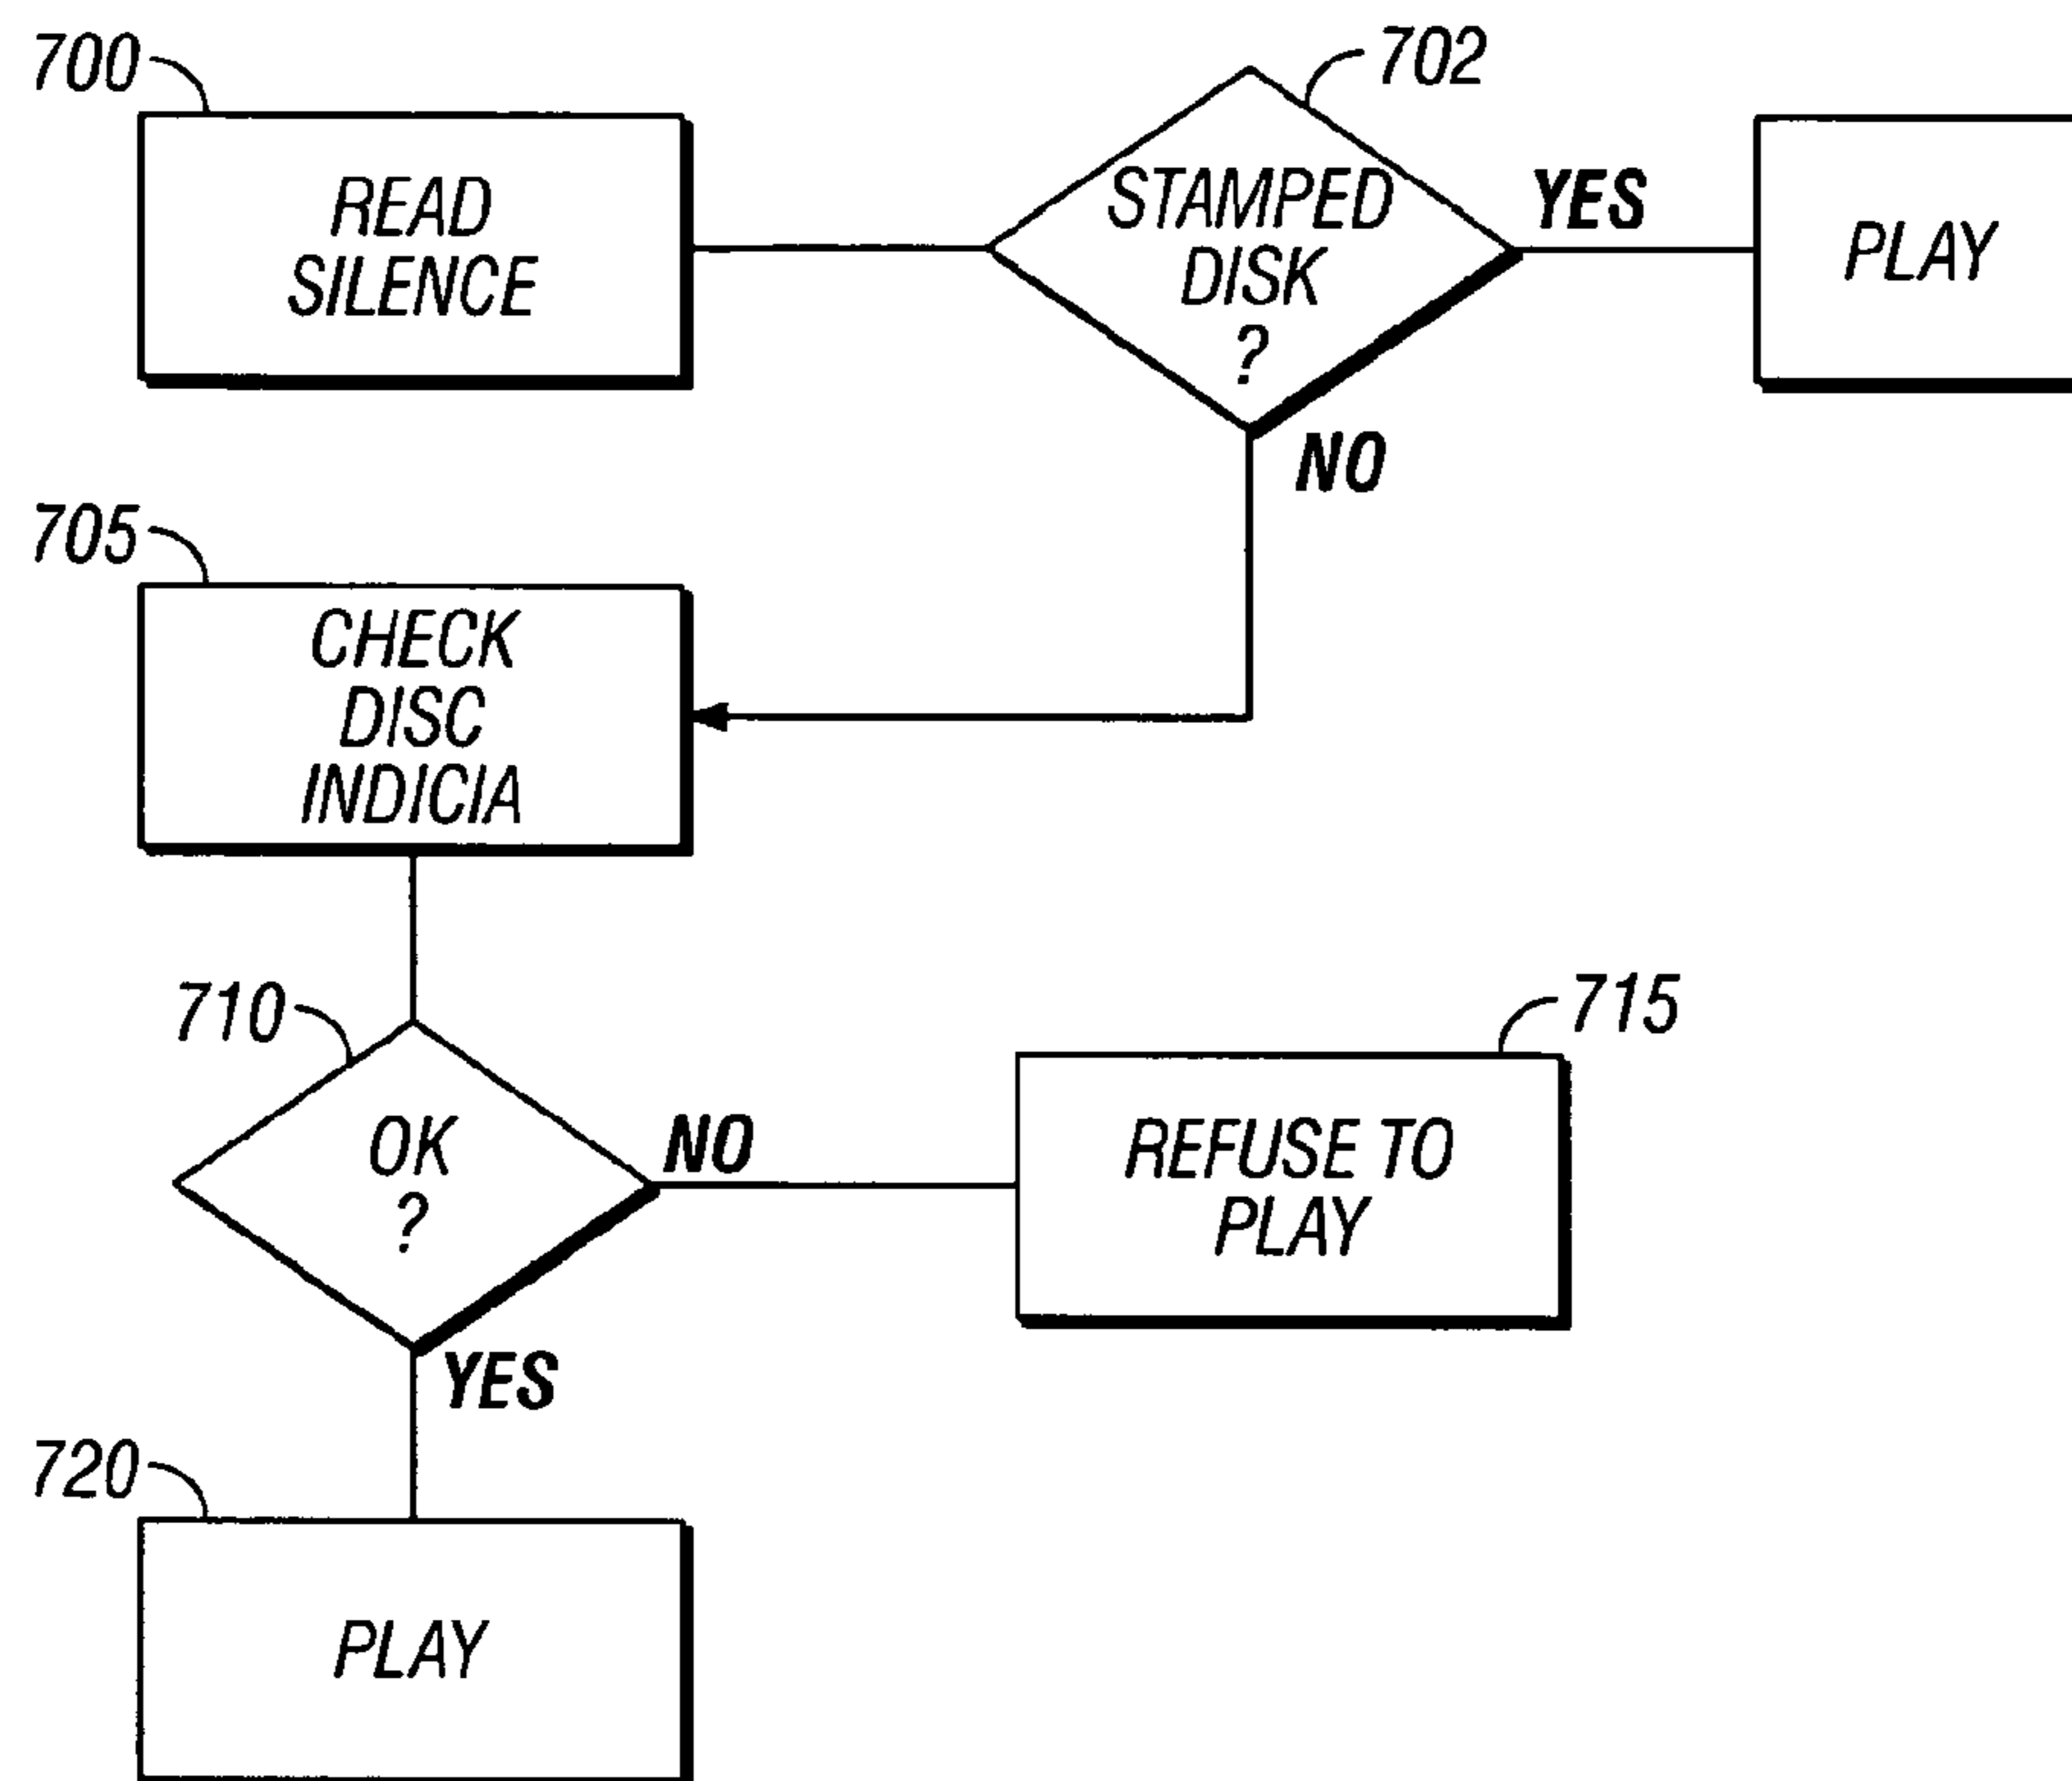 700
READ
SILENCE
702
STAMPED
DISK
?
YES
PLAY
NO
705
CHECK
DISC
INDICIA
710
OK
?
NO
715
REFUSE TO
PLAY
YES
720
PLAY